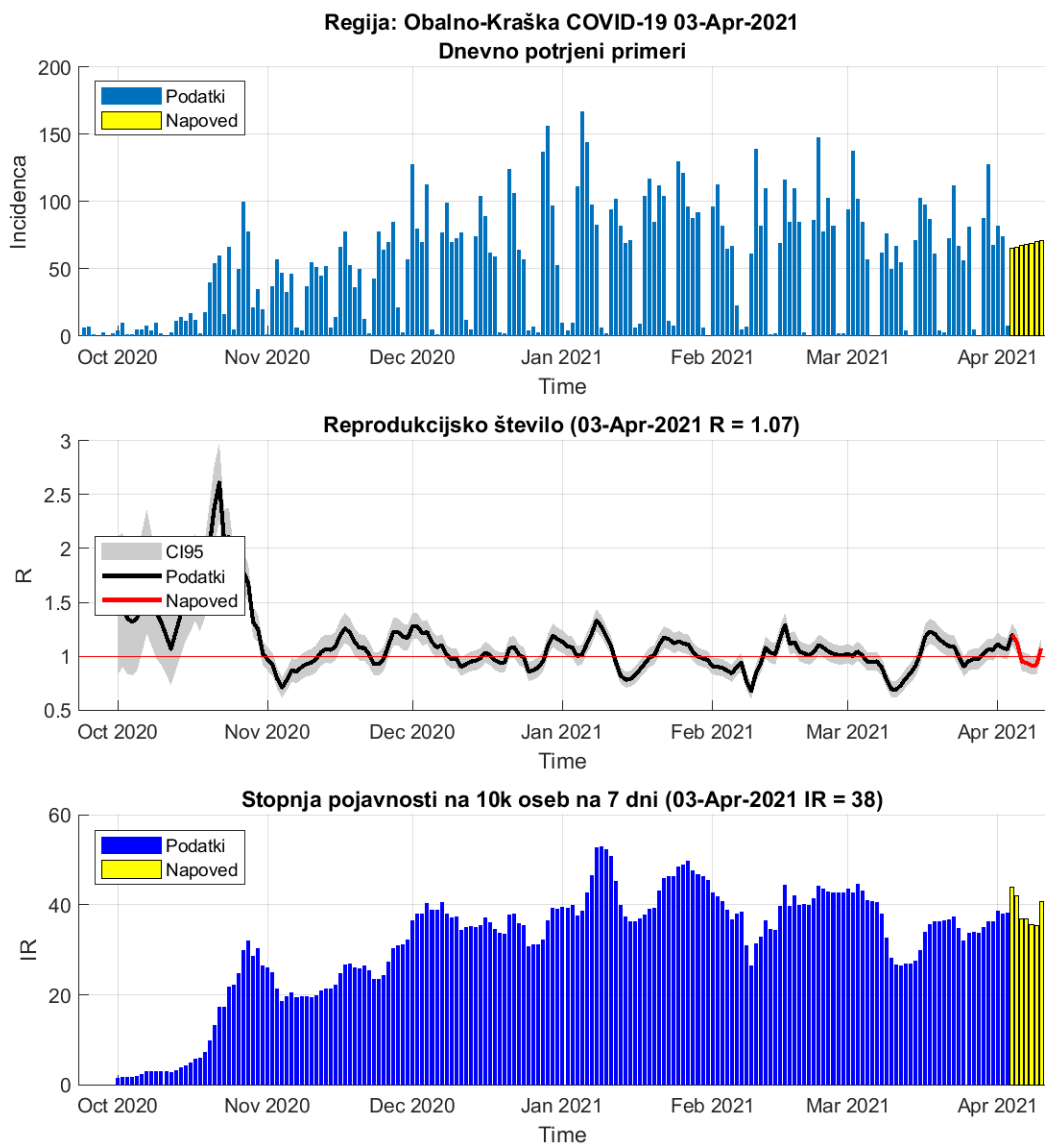 Regija: Obalno-Kraška COVID-19 03-Apr-2021
Dnevno potrjeni primeri
200
150
100
50
0
Incidenca
Podatki
Napoved
Oct 2020 Nov 2020 Dec 2020 Jan 2021 Feb 2021 Mar 2021 Apr 2021
Time
Reprodukcijsko število (03-Apr-2021 R = 1.07)
3
2.5
2
1.5
1
0.5
R
CI95
Podatki
Napoved
Oct 2020 Nov 2020 Dec 2020 Jan 2021 Feb 2021 Mar 2021 Apr 2021
Time
Stopnja pojavnosti na 10k oseb na 7 dni (03-Apr-2021 IR = 38)
60
40
20
0
IR
Podatki
Napoved
Oct 2020 Nov 2020 Dec 2020 Jan 2021 Feb 2021 Mar 2021 Apr 2021
Time